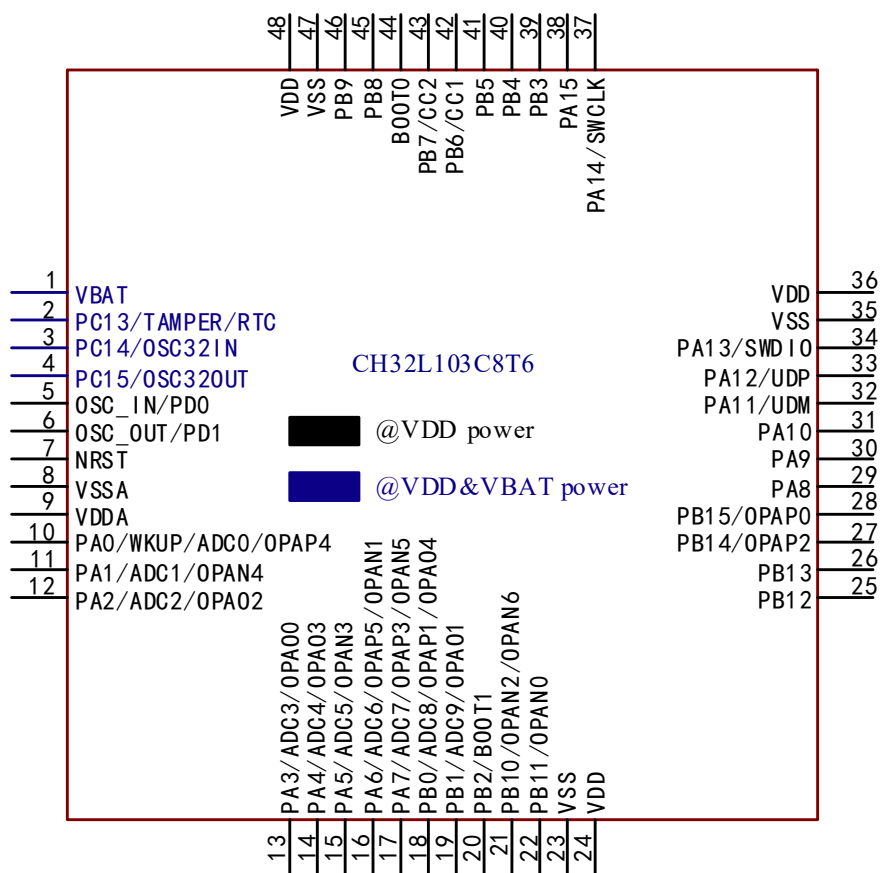 48
47
46
45
44
43
42
41
40
39
38
37
VDD
VSS
PB9
PB8
BOOT0
PB7/CC2
PB6/CC1
PB5
PB4
PB3
PA15
PA14/SWCLK
1 VBAT
2 PC13/TAMPER/RTC
3 PC14/OSC32IN
4 PC15/OSC32OUT
5 OSC_IN/PD0
6 OSC_OUT/PD1
7 NRST
8 VSSA
9 VDDA
10 PA0/WKUP/ADC0/OPAP4
11 PA1/ADC1/OPAN4
12 PA2/ADC2/OPAO2
CH32L103C8T6
@VDD power
@VDD&VBAT power
VDD 36
VSS 35
PA13/SWDIO 34
PA12/UDP 33
PA11/UDM 32
PA10 31
PA9 30
PA8 29
PB15/OPAP0 28
PB14/OPAP2 27
PB13 26
PB12 25
PA3/ADC3/OPAO0
PA4/ADC4/OPAO3
PA5/ADC5/OPAN3
PA6/ADC6/OPAP5/OPAN1
PA7/ADC7/OPAP3/OPAN5
PB0/ADC8/OPAP1/OPAO4
PB1/ADC9/OPAO1
PB2/BOOT1
PB10/OPAN2/OPAN6
PB11/OPAN0
VSS
VDD
13
14
15
16
17
18
19
20
21
22
23
24